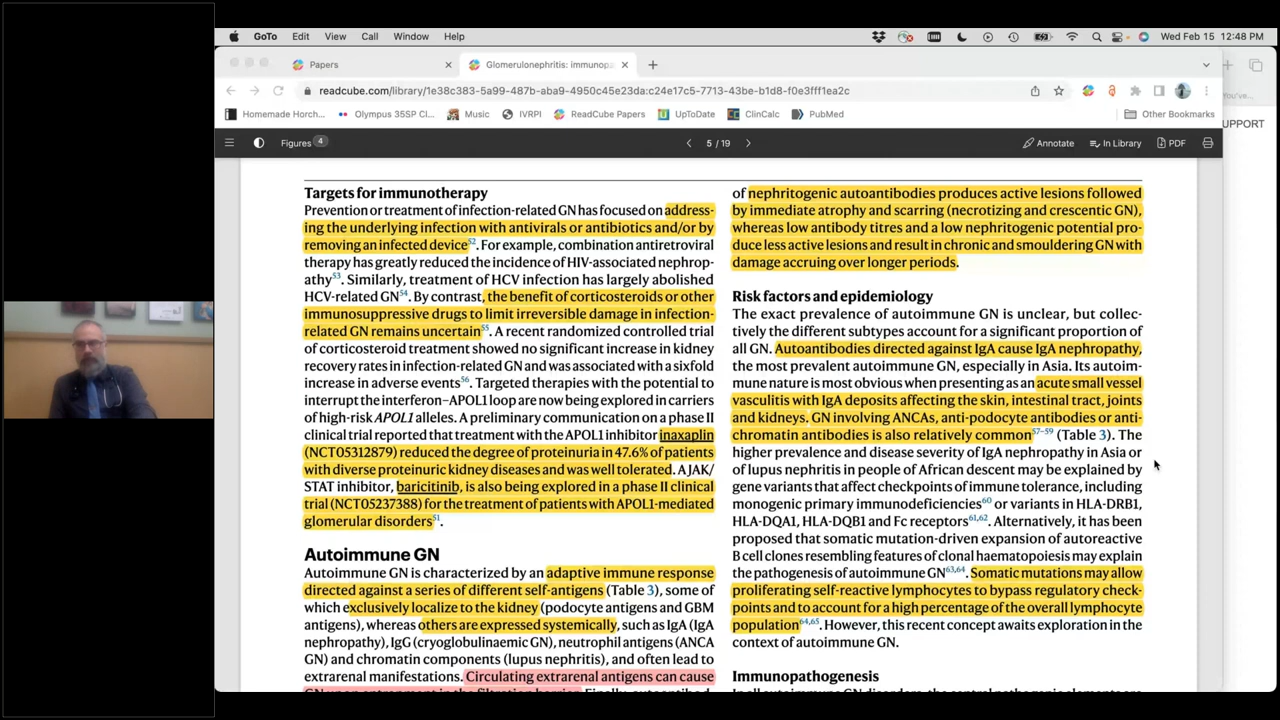 GoTo Edit View Call Window Help Wed Feb 15 12:48 PM
Papers
Glomerulonephritis: immunopa
readcube.com/library/1e38c383-5a99-487b-aba9-4950c45e23da:c24e17c5-7713-43be-b1d8-f0e3fff1ea2c
You've...
Homemade Horch... Olympus 35SP Cl... Music IVRPI ReadCube Papers UpToDate ClinCalc PubMed Other Bookmarks
UPPORT
Figures 4 5 / 19 Annotate In Library PDF
Targets for immunotherapy
Prevention or treatment of infection-related GN has focused on address-
ing the underlying infection with antivirals or antibiotics and/or by
removing an infected device52. For example, combination antiretroviral
therapy has greatly reduced the incidence of HIV-associated nephrop-
athy53. Similarly, treatment of HCV infection has largely abolished
HCV-related GN54. By contrast, the benefit of corticosteroids or other
immunosuppressive drugs to limit irreversible damage in infection-
related GN remains uncertain55. A recent randomized controlled trial
of corticosteroid treatment showed no significant increase in kidney
recovery rates in infection-related GN and was associated with a sixfold
increase in adverse events56. Targeted therapies with the potential to
interrupt the interferon–APOL1 loop are now being explored in carriers
of high-risk APOL1 alleles. A preliminary communication on a phase II
clinical trial reported that treatment with the APOL1 inhibitor inaxaplin
(NCT05312879) reduced the degree of proteinuria in 47.6% of patients
with diverse proteinuric kidney diseases and was well tolerated. A JAK/
STAT inhibitor, baricitinib, is also being explored in a phase II clinical
trial (NCT05237388) for the treatment of patients with APOL1-mediated
glomerular disorders51.
Autoimmune GN
Autoimmune GN is characterized by an adaptive immune response
directed against a series of different self-antigens (Table 3), some of
which exclusively localize to the kidney (podocyte antigens and GBM
antigens), whereas others are expressed systemically, such as IgA (IgA
nephropathy), IgG (cryoglobulinaemic GN), neutrophil antigens (ANCA
GN) and chromatin components (lupus nephritis), and often lead to
extrarenal manifestations. Circulating extrarenal antigens can cause
of nephritogenic autoantibodies produces active lesions followed
by immediate atrophy and scarring (necrotizing and crescentic GN),
whereas low antibody titres and a low nephritogenic potential pro-
duce less active lesions and result in chronic and smouldering GN with
damage accruing over longer periods.
Risk factors and epidemiology
The exact prevalence of autoimmune GN is unclear, but collec-
tively the different subtypes account for a significant proportion of
all GN. Autoantibodies directed against IgA cause IgA nephropathy,
the most prevalent autoimmune GN, especially in Asia. Its autoim-
mune nature is most obvious when presenting as an acute small vessel
vasculitis with IgA deposits affecting the skin, intestinal tract, joints
and kidneys. GN involving ANCAs, anti-podocyte antibodies or anti-
chromatin antibodies is also relatively common57–59 (Table 3). The
higher prevalence and disease severity of IgA nephropathy in Asia or
of lupus nephritis in people of African descent may be explained by
gene variants that affect checkpoints of immune tolerance, including
monogenic primary immunodeficiencies60 or variants in HLA-DRB1,
HLA-DQA1, HLA-DQB1 and Fc receptors61,62. Alternatively, it has been
proposed that somatic mutation-driven expansion of autoreactive
B cell clones resembling features of clonal haematopoiesis may explain
the pathogenesis of autoimmune GN63,64. Somatic mutations may allow
proliferating self-reactive lymphocytes to bypass regulatory check-
points and to account for a high percentage of the overall lymphocyte
population64,65. However, this recent concept awaits exploration in the
context of autoimmune GN.
Immunopathogenesis